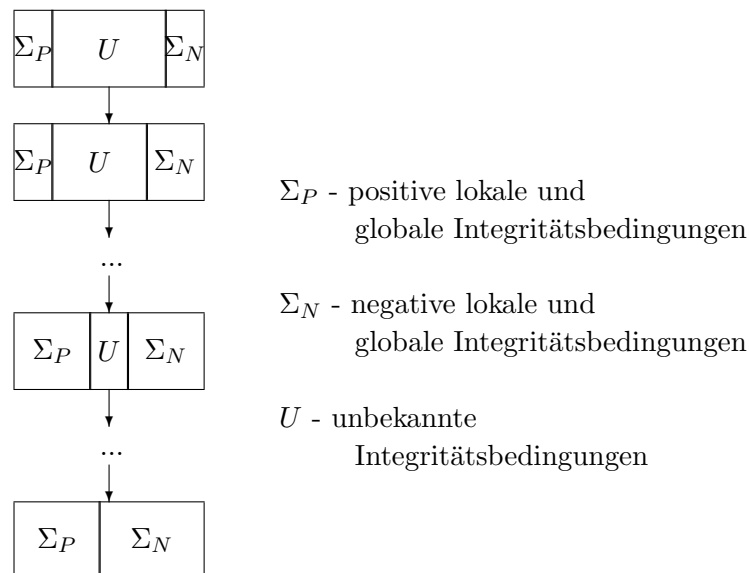 Σ_P U Σ_N
Σ_P U Σ_N
...
Σ_P U Σ_N
...
Σ_P Σ_N
Σ_P - positive lokale und
globale Integritätsbedingungen
Σ_N - negative lokale und
globale Integritätsbedingungen
U - unbekannte
Integritätsbedingungen